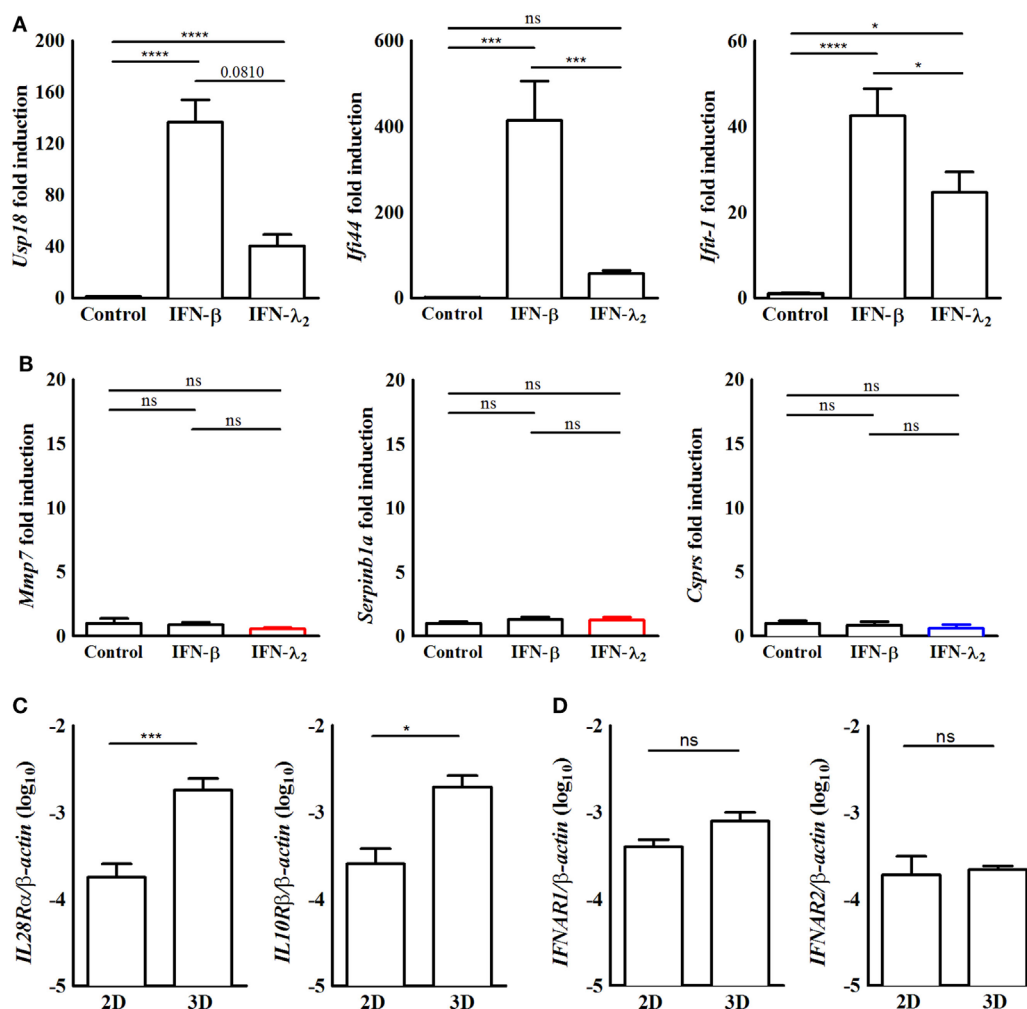 A
Usp18 fold induction
200
160
120
80
40
0
****
****
0.0810
Control IFN-β IFN-λ2
Ifi44 fold induction
600
400
200
0
ns
***
***
Control IFN-β IFN-λ2
Ifit-1 fold induction
60
40
20
0
*
****
*
Control IFN-β IFN-λ2
B
Mmp7 fold induction
20
15
10
5
0
ns
ns
ns
Control IFN-β IFN-λ2
Serpinb1a fold induction
20
15
10
5
0
ns
ns
ns
Control IFN-β IFN-λ2
Csprs fold induction
20
15
10
5
0
ns
ns
ns
Control IFN-β IFN-λ2
C
IL28Rα/β-actin (log10)
-2
-3
-4
-5
***
2D 3D
IL10Rβ/β-actin (log10)
-2
-3
-4
-5
*
2D 3D
D
IFNAR1/β-actin (log10)
-2
-3
-4
-5
ns
2D 3D
IFNAR2/β-actin (log10)
-2
-3
-4
-5
ns
2D 3D